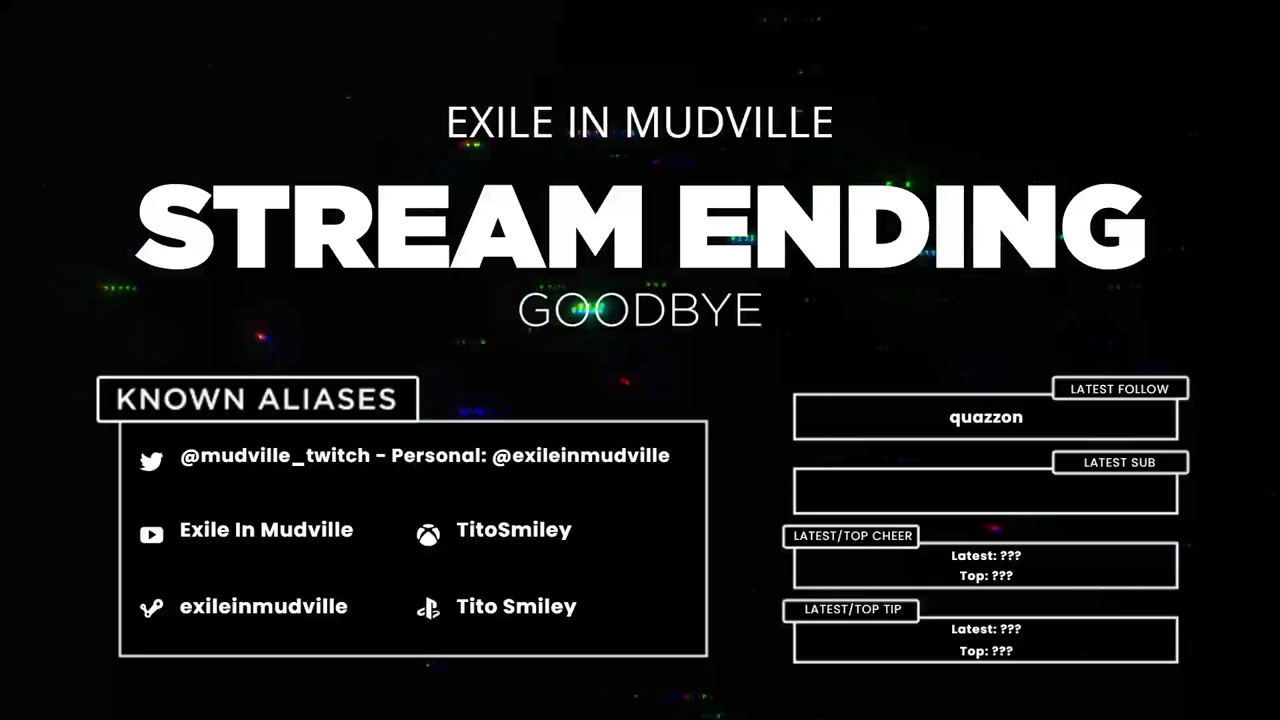 EXILE IN MUDVILLE
STREAM ENDING
GOODBYE
KNOWN ALIASES
@mudville_twitch - Personal: @exileinmudville
Exile In Mudville
TitoSmiley
exileinmudville
Tito Smiley
LATEST FOLLOW
quazzon
LATEST SUB
LATEST/TOP CHEER
Latest: ???
Top: ???
LATEST/TOP TIP
Latest: ???
Top: ???